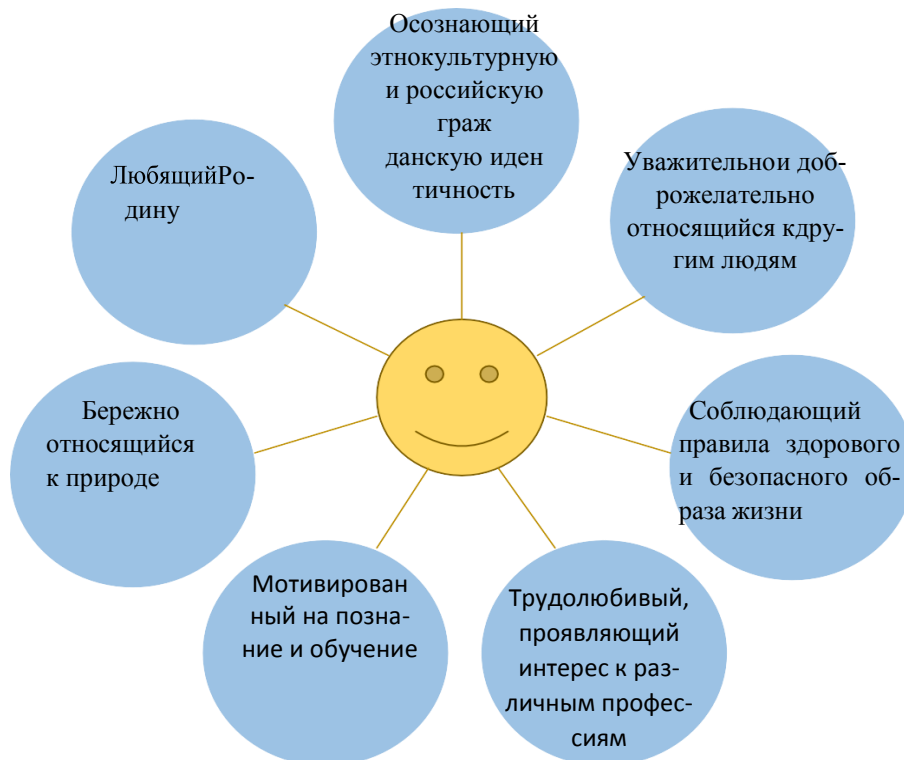 Осознающий
этнокультурную
и российскую
граж
данскую иден
тичность
Уважительнои доб-
рожелательно
относящийся кдру-
гим людям
Соблюдающий
правила здорового
и безопасного об-
раза жизни
Трудолюбивый,
проявляющий
интерес к раз-
личным профес-
сиям
Мотивирован
ный на позна-
ние и обучение
Бережно
относящийся
к природе
ЛюбящийРо-
дину